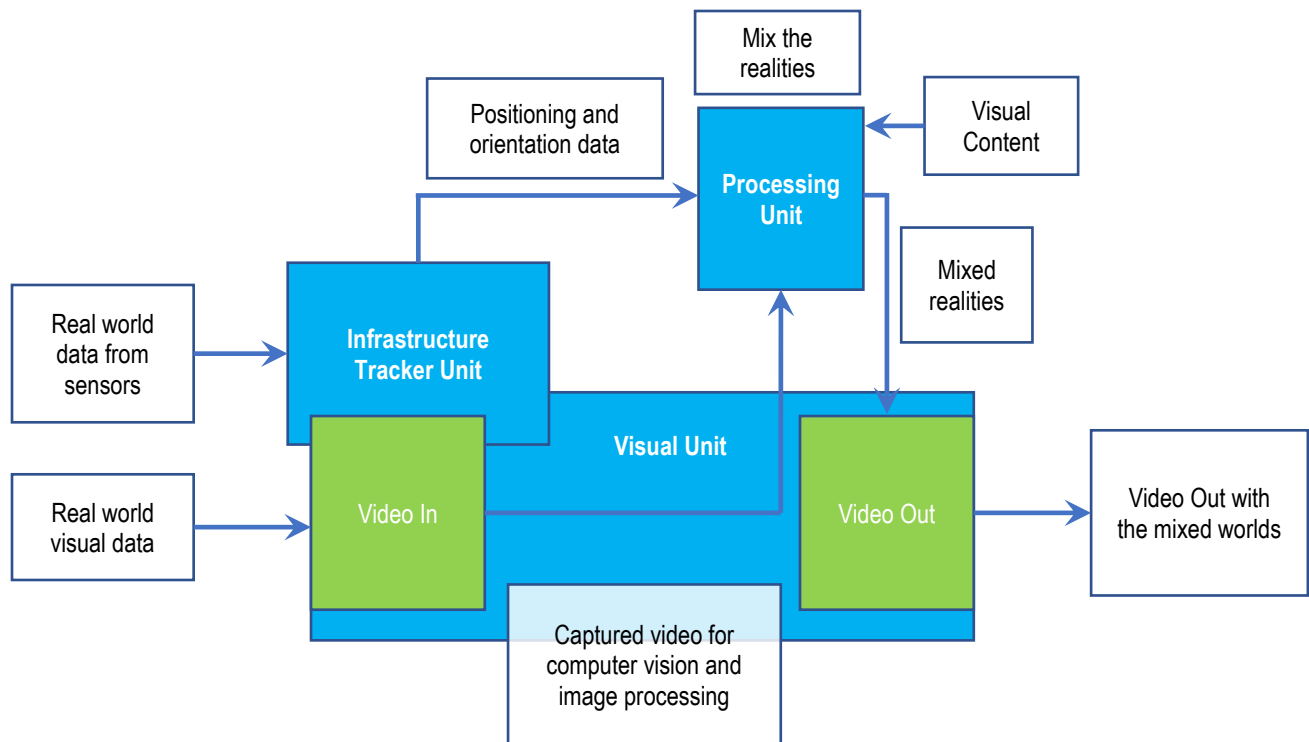 Mix the
realities
Positioning and
orientation data
Visual
Content
Processing
Unit
Mixed
realities
Real world
data from
sensors
Infrastructure
Tracker Unit
Visual Unit
Real world
visual data
Video In
Video Out
Video Out with
the mixed worlds
Captured video for
computer vision and
image processing